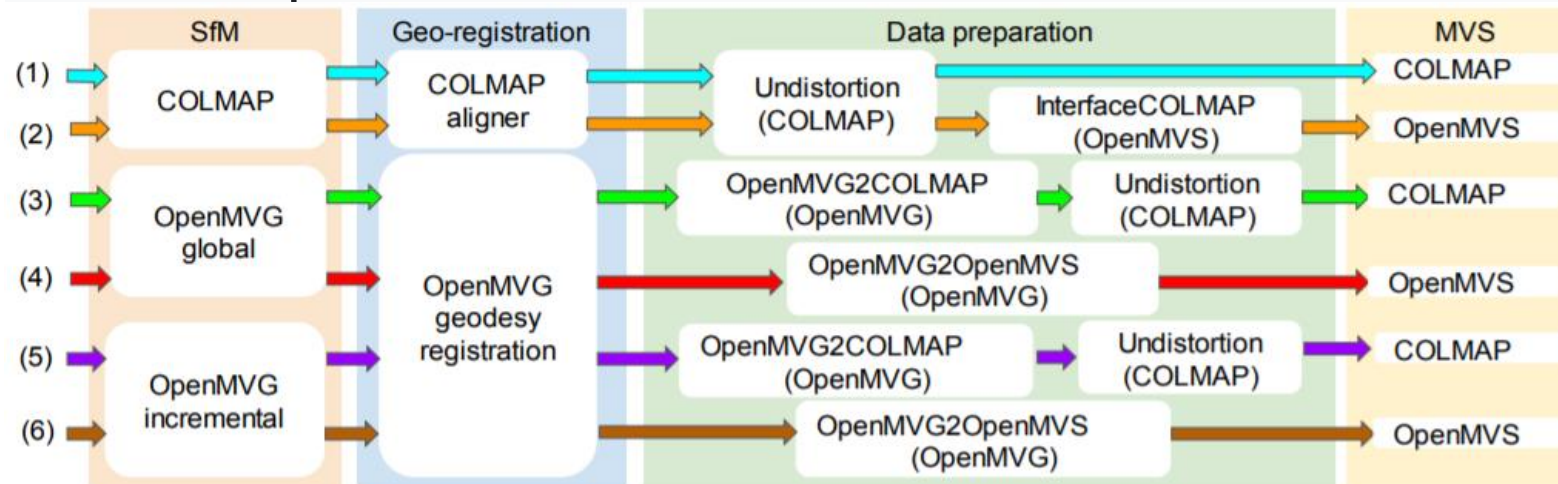 SfM
Geo-registration
Data preparation
MVS
(1)
(2)
COLMAP
COLMAP
aligner
Undistortion
(COLMAP)
InterfaceCOLMAP
(OpenMVS)
COLMAP
OpenMVS
(3)
(4)
OpenMVG
global
OpenMVG
geodesy
registration
OpenMVG2COLMAP
(OpenMVG)
Undistortion
(COLMAP)
COLMAP
OpenMVG2OpenMVS
(OpenMVG)
OpenMVS
(5)
(6)
OpenMVG
incremental
OpenMVG2COLMAP
(OpenMVG)
Undistortion
(COLMAP)
COLMAP
OpenMVG2OpenMVS
(OpenMVG)
OpenMVS